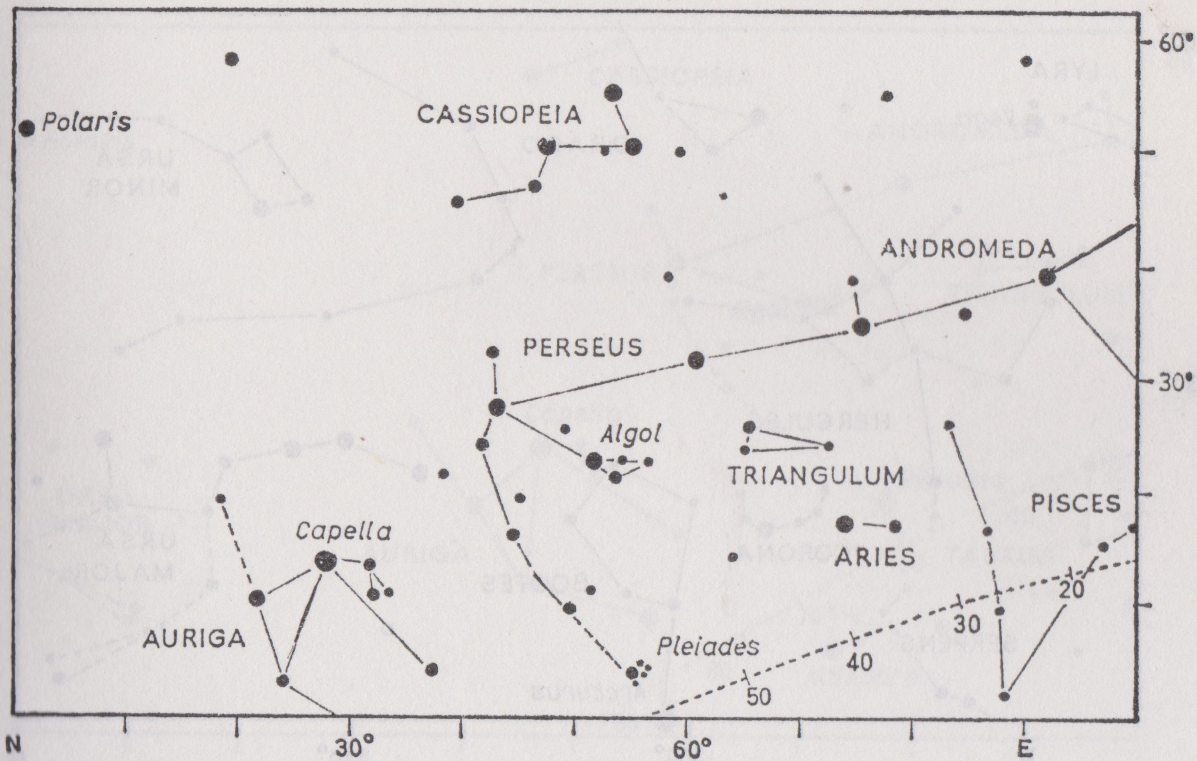 60°
CASSIOPEIA
Polaris
ANDROMEDA
PERSEUS
30°
Algol
TRIANGULUM
PISCES
Capella
ARIES
20
30
AURIGA
Pleiades
40
50
N
30°
60°
E